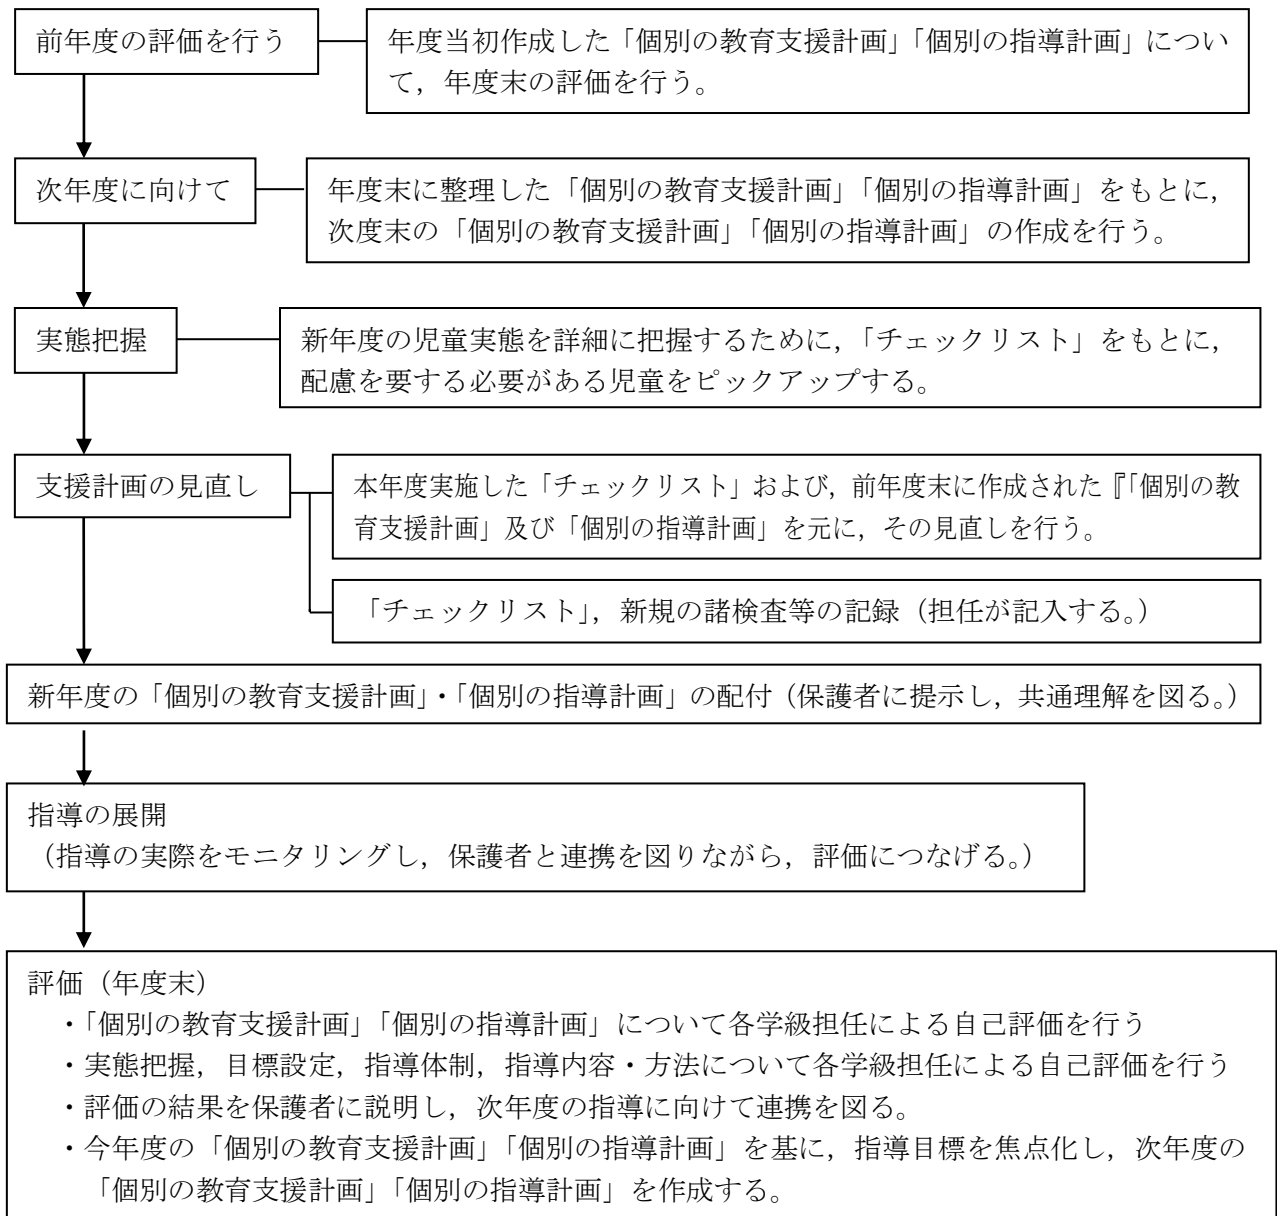 前年度の評価を行う
年度当初作成した「個別の教育支援計画」「個別の指導計画」につい
て，年度末の評価を行う。
次年度に向けて
年度末に整理した「個別の教育支援計画」「個別の指導計画」をもとに，
次度末の「個別の教育支援計画」「個別の指導計画」の作成を行う。
実態把握
新年度の児童実態を詳細に把握するために，「チェックリスト」をもとに，
配慮を要する必要がある児童をピックアップする。
支援計画の見直し
本年度実施した「チェックリスト」および，前年度末に作成された『「個別の教
育支援計画」及び「個別の指導計画」を元に，その見直しを行う。
「チェックリスト」，新規の諸検査等の記録（担任が記入する。）
新年度の「個別の教育支援計画」・「個別の指導計画」の配付（保護者に提示し，共通理解を図る。）
指導の展開
（指導の実際をモニタリングし，保護者と連携を図りながら，評価につなげる。）
評価（年度末）
・「個別の教育支援計画」「個別の指導計画」について各学級担任による自己評価を行う
・実態把握，目標設定，指導体制，指導内容・方法について各学級担任による自己評価を行う
・評価の結果を保護者に説明し，次年度の指導に向けて連携を図る。
・今年度の「個別の教育支援計画」「個別の指導計画」を基に，指導目標を焦点化し，次年度の
「個別の教育支援計画」「個別の指導計画」を作成する。